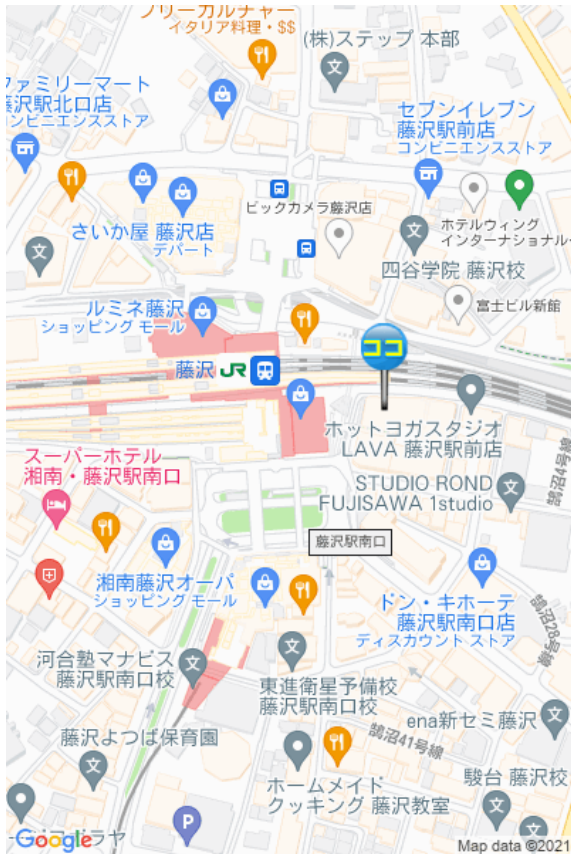 ノリーカルチャー
イタリア料理・$$
(株)ステップ 本部
ファミリーマート
藤沢駅北口店
コンビニエンスストア
セブンイレブン
藤沢駅前店
コンビニエンスストア
ビックカメラ藤沢店
ホテルウィング
インターナショナル
さいか屋 藤沢店
デパート
四谷学院 藤沢校
富士ビル新館
ルミネ藤沢
ショッピング モール
ココ
藤沢 JR
ホットヨガスタジオ
LAVA 藤沢駅前店
スーパーホテル
湘南・藤沢駅南口
STUDIO ROND
FUJISAWA 1studio
鵠沼4号線
藤沢駅南口
湘南藤沢オーパ
ショッピング モール
ドン・キホーテ
藤沢駅南口店
ディスカウント ストア
鵠沼28号線
河合塾マナビス
藤沢駅南口校
東進衛星予備校
藤沢駅南口校
ena新セミ藤沢
鵠沼41号線
藤沢よつば保育園
ホームメイド
クッキング 藤沢教室
駿台 藤沢校
P
Google
Map data ©2021